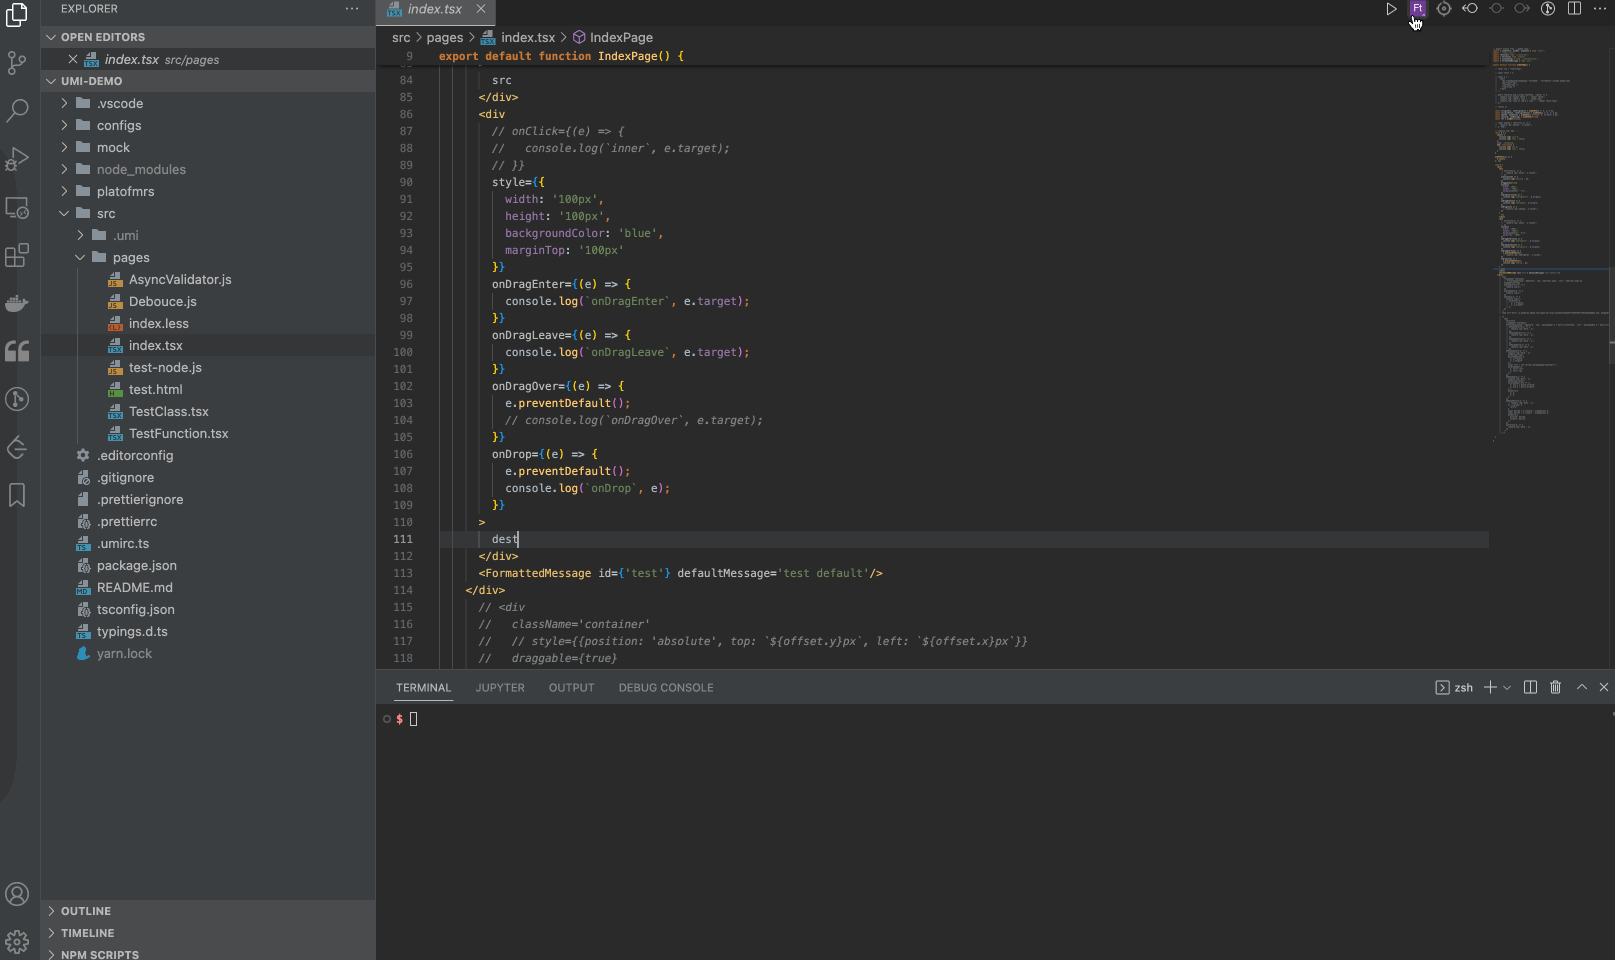 EXPLORER
OPEN EDITORS
index.tsx src/pages
UMI-DEMO
.vscode
configs
mock
node_modules
platofmrs
src
.umi
pages
AsyncValidator.js
Debouce.js
index.less
index.tsx
test-node.js
test.html
TestClass.tsx
TestFunction.tsx
.editorconfig
.gitignore
.prettierignore
.prettierrc
.umirc.ts
package.json
README.md
tsconfig.json
typings.d.ts
yarn.lock
OUTLINE
TIMELINE
NPM SCRIPTS
index.tsx
Ft
src > pages > index.tsx > IndexPage
9 export default function IndexPage() {
84 src
85 </div>
86 <div
87 // onClick={(e) => {
88 //   console.log(`inner`, e.target);
89 // }}
90 style={{
91 width: '100px',
92 height: '100px',
93 backgroundColor: 'blue',
94 marginTop: '100px'
95 }}
96 onDragEnter={(e) => {
97 console.log(`onDragEnter`, e.target);
98 }}
99 onDragLeave={(e) => {
100 console.log(`onDragLeave`, e.target);
101 }}
102 onDragOver={(e) => {
103 e.preventDefault();
104 // console.log(`onDragOver`, e.target);
105 }}
106 onDrop={(e) => {
107 e.preventDefault();
108 console.log(`onDrop`, e);
109 }}
110 >
111 dest
112 </div>
113 <FormattedMessage id={'test'} defaultMessage='test default'/>
114 </div>
115 // <div
116 //   className='container'
117 //   // style={{position: 'absolute', top: `${offset.y}px`, left: `${offset.x}px`}}
118 //   draggable={true}
TERMINAL JUPYTER OUTPUT DEBUG CONSOLE
zsh
$